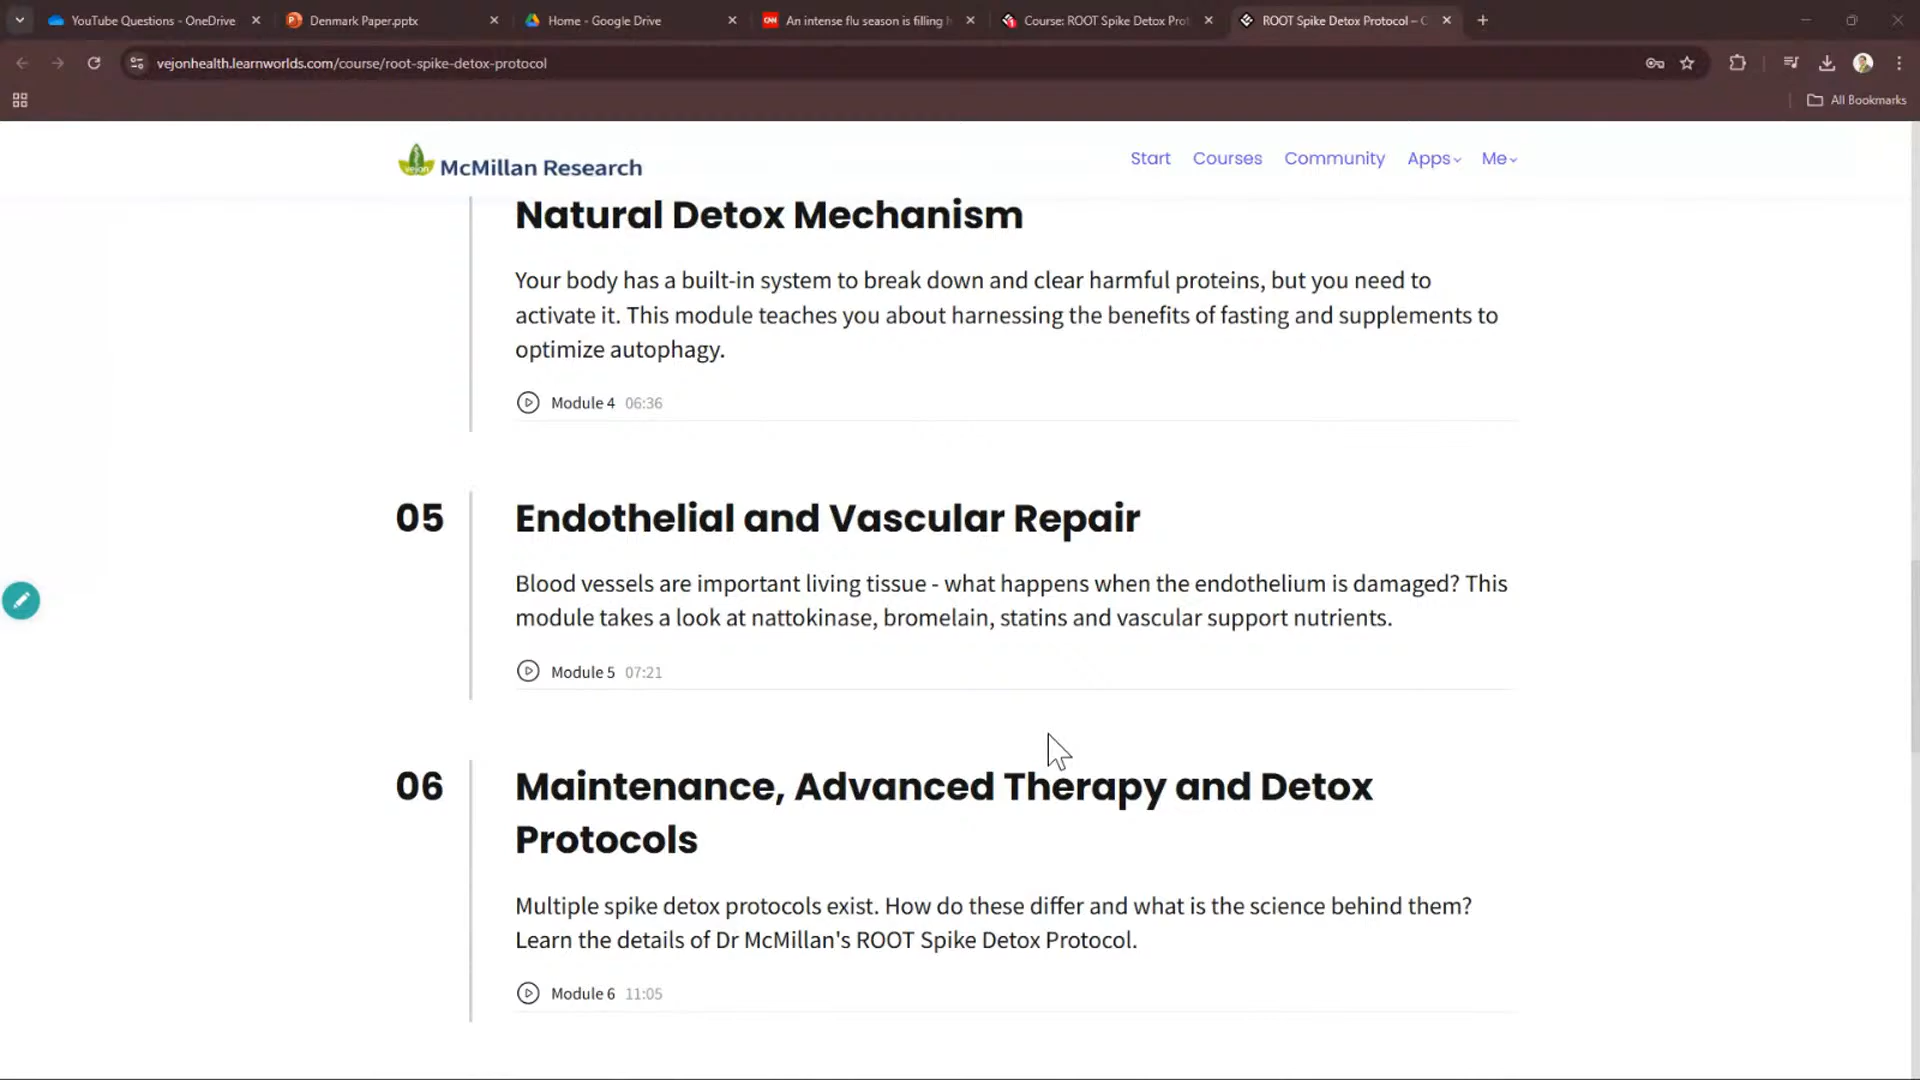 YouTube Questions - OneDrive
Denmark Paper.pptx
Home - Google Drive
CNN
An intense flu season is filling h
Course: ROOT Spike Detox Prot
ROOT Spike Detox Protocol – C
vejonhealth.learnworlds.com/course/root-spike-detox-protocol
All Bookmarks
vejon
McMillan Research
Start
Courses
Community
Apps
Me
Natural Detox Mechanism
Your body has a built-in system to break down and clear harmful proteins, but you need to
activate it. This module teaches you about harnessing the benefits of fasting and supplements to
optimize autophagy.
Module 4 06:36
05
Endothelial and Vascular Repair
Blood vessels are important living tissue - what happens when the endothelium is damaged? This
module takes a look at nattokinase, bromelain, statins and vascular support nutrients.
Module 5 07:21
06
Maintenance, Advanced Therapy and Detox
Protocols
Multiple spike detox protocols exist. How do these differ and what is the science behind them?
Learn the details of Dr McMillan's ROOT Spike Detox Protocol.
Module 6 11:05